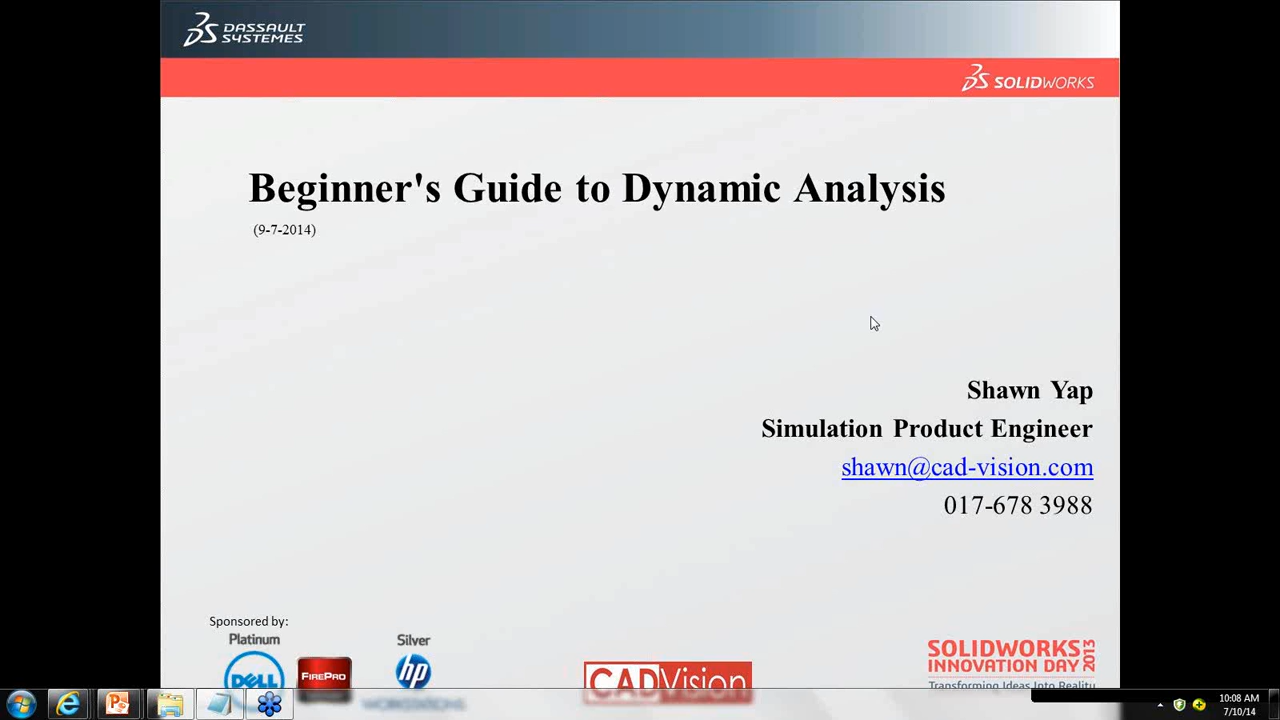 DASSAULT
SYSTEMES
SOLIDWORKS
Beginner's Guide to Dynamic Analysis
(9-7-2014)
Shawn Yap
Simulation Product Engineer
shawn@cad-vision.com
017-678 3988
Sponsored by:
Platinum
Silver
DELL
FIREPRO
hp
WORKSTATIONS
CADVision
SOLIDWORKS
INNOVATION DAY 2013
Transforming Ideas Into Reality
10:08 AM
7/10/14